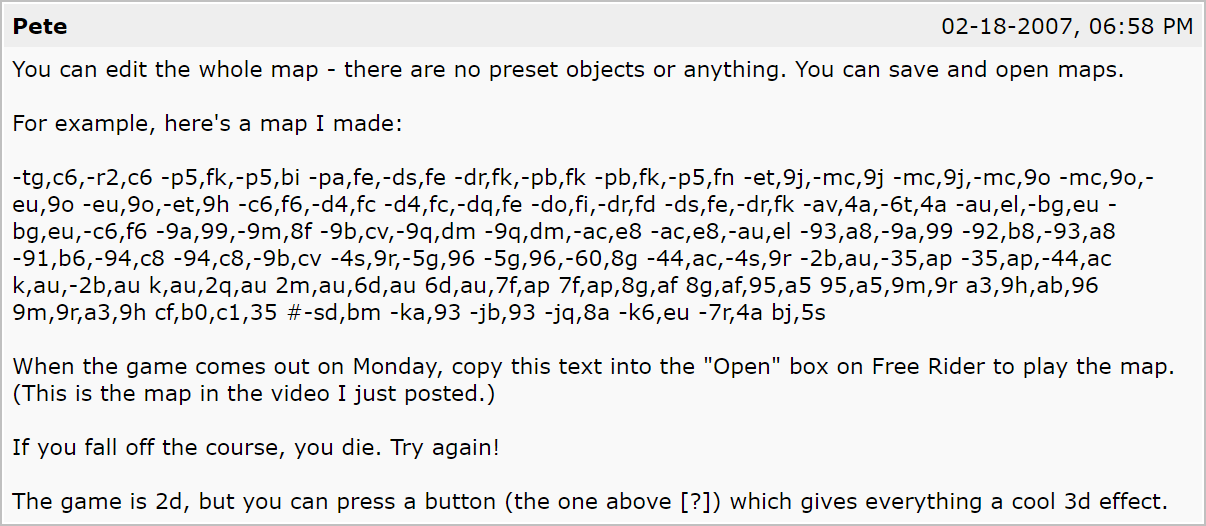 Pete
02-18-2007, 06:58 PM
You can edit the whole map - there are no preset objects or anything. You can save and open maps.
For example, here's a map I made:
-tg,c6,-r2,c6 -p5,fk,-p5,bi -pa,fe,-ds,fe -dr,fk,-pb,fk -pb,fk,-p5,fn -et,9j,-mc,9j -mc,9j,-mc,9o -mc,9o,-
eu,9o -eu,9o,-et,9h -c6,f6,-d4,fc -d4,fc,-dq,fe -do,fi,-dr,fd -ds,fe,-dr,fk -av,4a,-6t,4a -au,el,-bg,eu -
bg,eu,-c6,f6 -9a,99,-9m,8f -9b,cv,-9q,dm -9q,dm,-ac,e8 -ac,e8,-au,el -93,a8,-9a,99 -92,b8,-93,a8
-91,b6,-94,c8 -94,c8,-9b,cv -4s,9r,-5g,96 -5g,96,-60,8g -44,ac,-4s,9r -2b,au,-35,ap -35,ap,-44,ac
k,au,-2b,au k,au,2q,au 2m,au,6d,au 6d,au,7f,ap 7f,ap,8g,af 8g,af,95,a5 95,a5,9m,9r a3,9h,ab,96
9m,9r,a3,9h cf,b0,c1,35 #-sd,bm -ka,93 -jb,93 -jq,8a -k6,eu -7r,4a bj,5s
When the game comes out on Monday, copy this text into the "Open" box on Free Rider to play the map.
(This is the map in the video I just posted.)
If you fall off the course, you die. Try again!
The game is 2d, but you can press a button (the one above [?]) which gives everything a cool 3d effect.